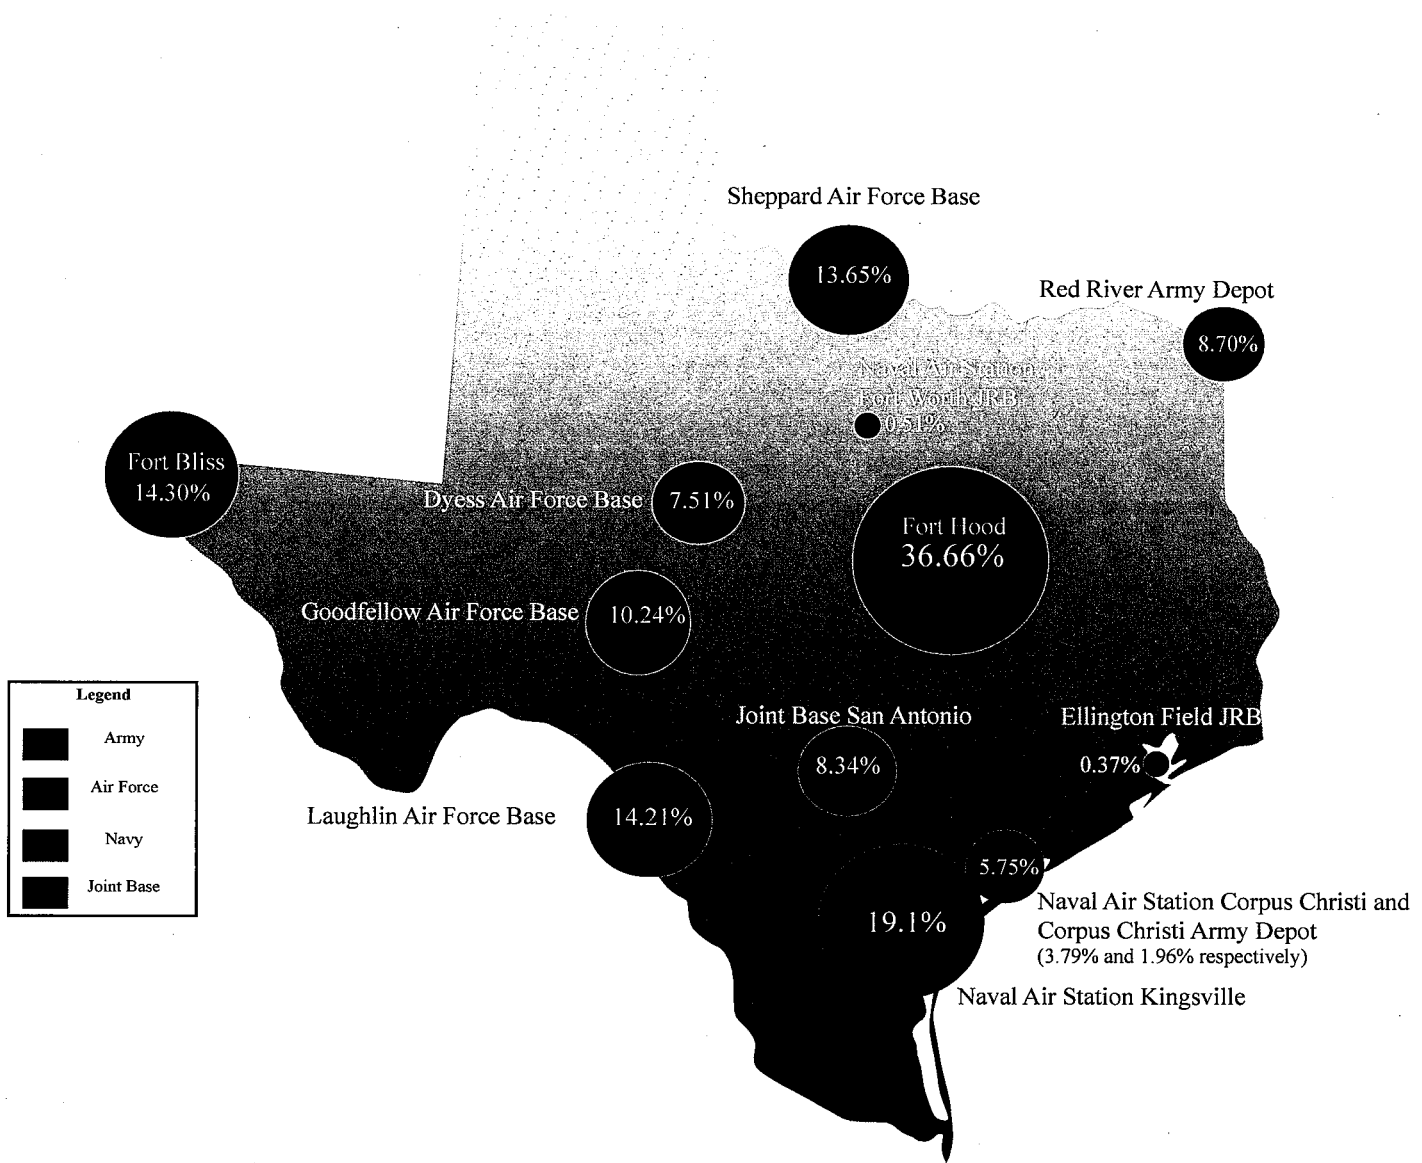 Sheppard Air Force Base
13.65%
Red River Army Depot
8.70%
Naval Air Station
Fort Worth JRB
0.51%
Fort Bliss
14.30%
Dyess Air Force Base
7.51%
Fort Hood
36.66%
Goodfellow Air Force Base
10.24%
Legend
Army
Air Force
Navy
Joint Base
Joint Base San Antonio
8.34%
Ellington Field JRB
0.37%
Laughlin Air Force Base
14.21%
5.75%
Naval Air Station Corpus Christi and
Corpus Christi Army Depot
(3.79% and 1.96% respectively)
19.1%
Naval Air Station Kingsville